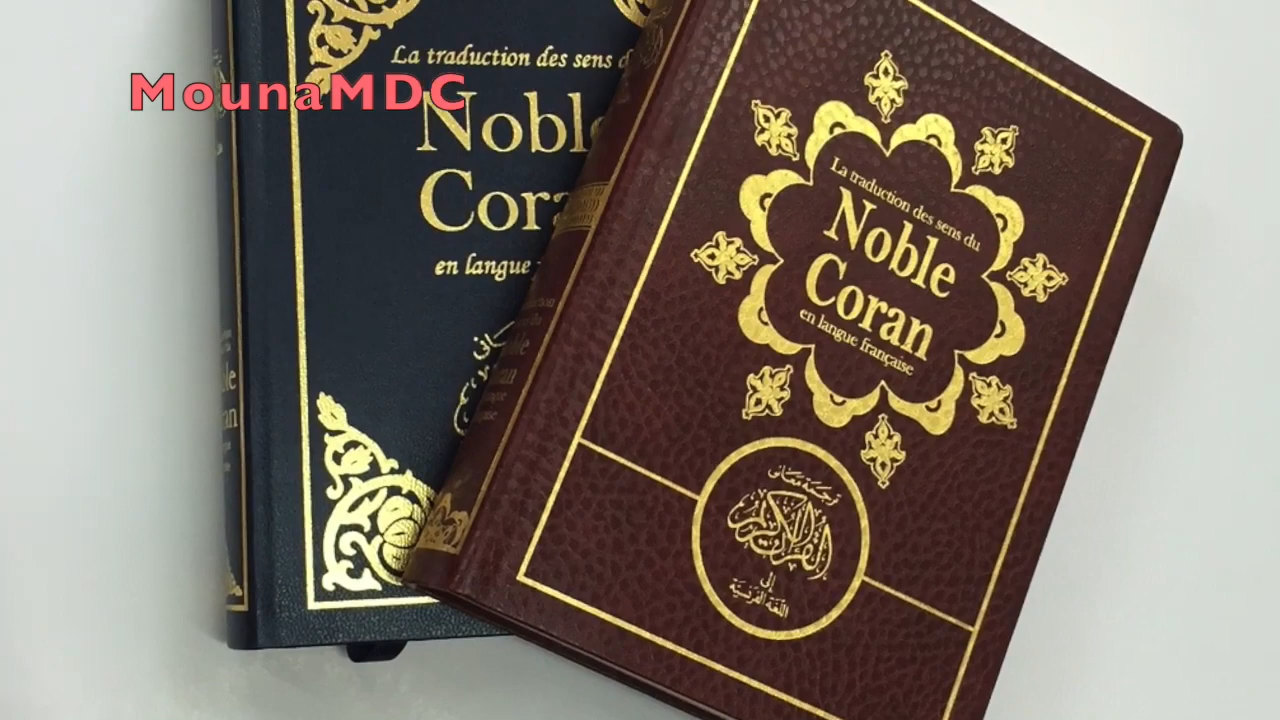 MounaMDC
La traduction des sens
Noble
Coran
en langue
La traduction des sens du
Noble
Coran
en langue française
ترجمة معاني
القرآن الكريم
إلى
اللغة الفرنسية